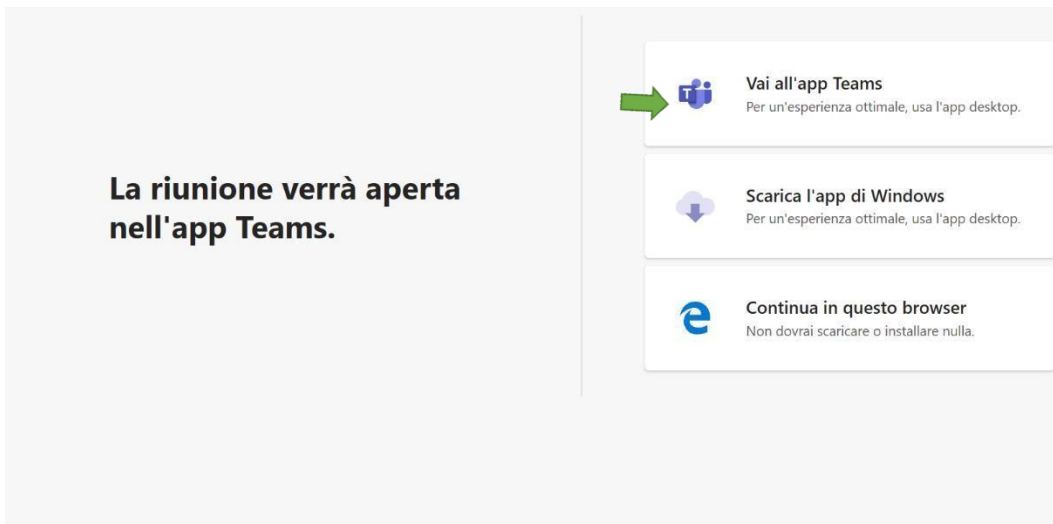 La riunione verrà aperta
nell'app Teams.
Vai all'app Teams
Per un'esperienza ottimale, usa l'app desktop.
Scarica l'app di Windows
Per un'esperienza ottimale, usa l'app desktop.
Continua in questo browser
Non dovrai scaricare o installare nulla.